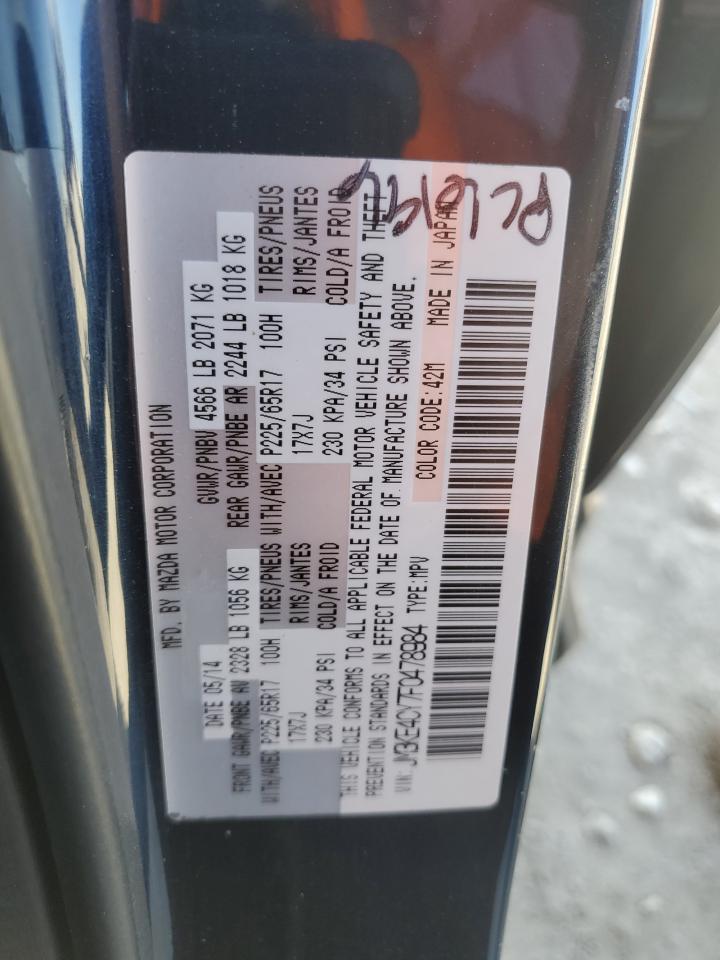 MFD. BY MAZDA MOTOR CORPORATION
DATE 05/14 GVWR/PNBV 4566 LB 2071 KG
FRONT GAWR/PNBE AV 2328 LB 1056 KG REAR GAWR/PNBE AR 2244 LB 1018 KG
WITH/AVEC P225/65R17 100H TIRES/PNEUS WITH/AVEC P225/65R17 100H TIRES/PNEUS
17X7J RIMS/JANTES 17X7J RIMS/JANTES
230 KPA/34 PSI COLD/A FROID 230 KPA/34 PSI COLD/A FROID
THIS VEHICLE CONFORMS TO ALL APPLICABLE FEDERAL MOTOR VEHICLE SAFETY AND THEFT
PREVENTION STANDARDS IN EFFECT ON THE DATE OF MANUFACTURE SHOWN ABOVE.
COLOR CODE:42M MADE IN JAPAN
VIN: JM3KE4CY7F0478984 TYPE:MPV